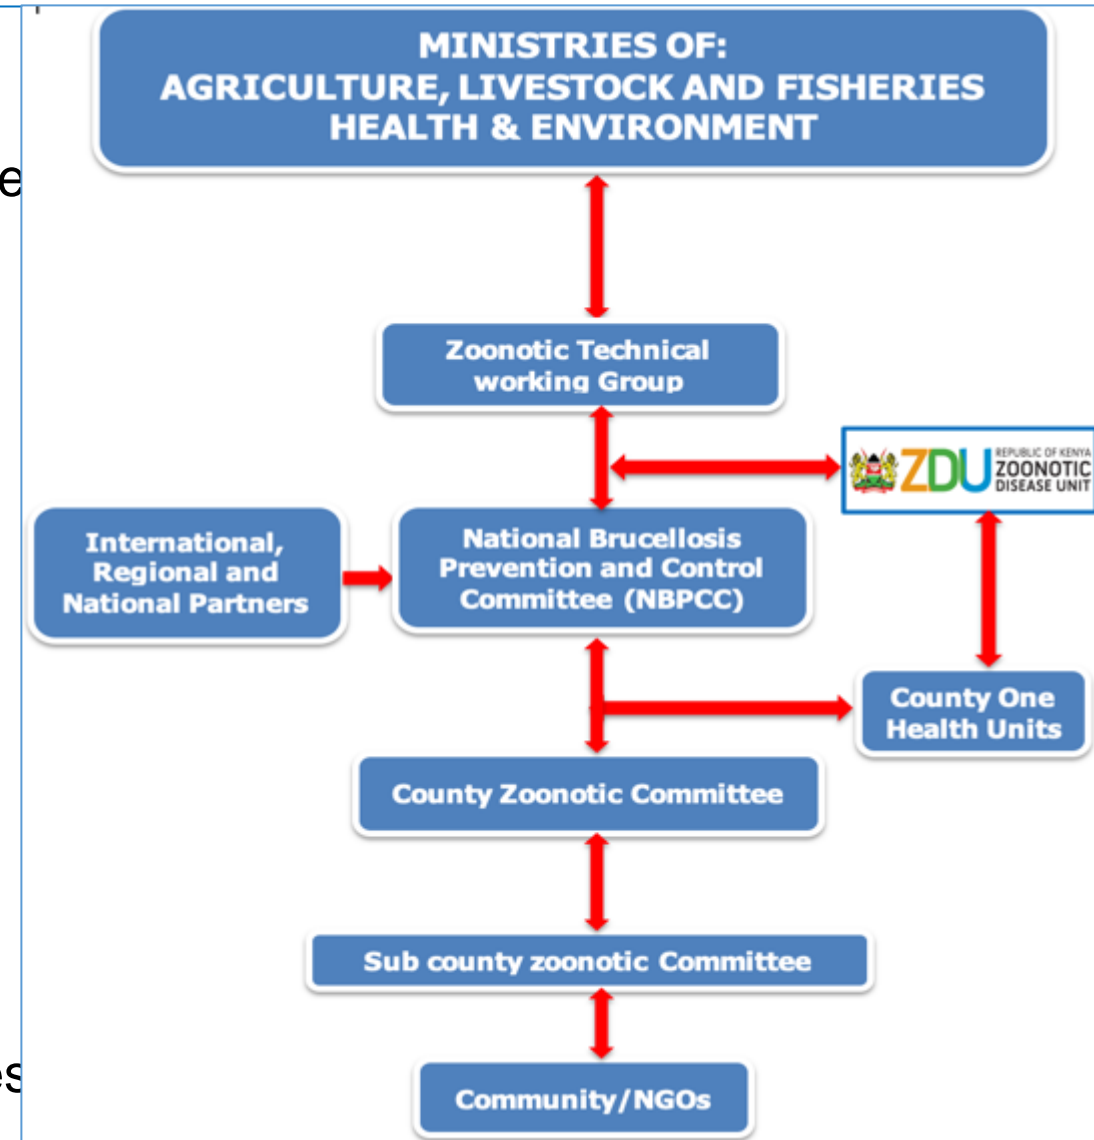 MINISTRIES OF:
AGRICULTURE, LIVESTOCK AND FISHERIES
HEALTH & ENVIRONMENT
e
Zoonotic Technical
working Group
ZDU
REPUBLIC OF KENYA
ZOONOTIC
DISEASE UNIT
International,
Regional and
National Partners
National Brucellosis
Prevention and Control
Committee (NBPCC)
County One
Health Units
County Zoonotic Committee
Sub county zoonotic Committee
es
Community/NGOs